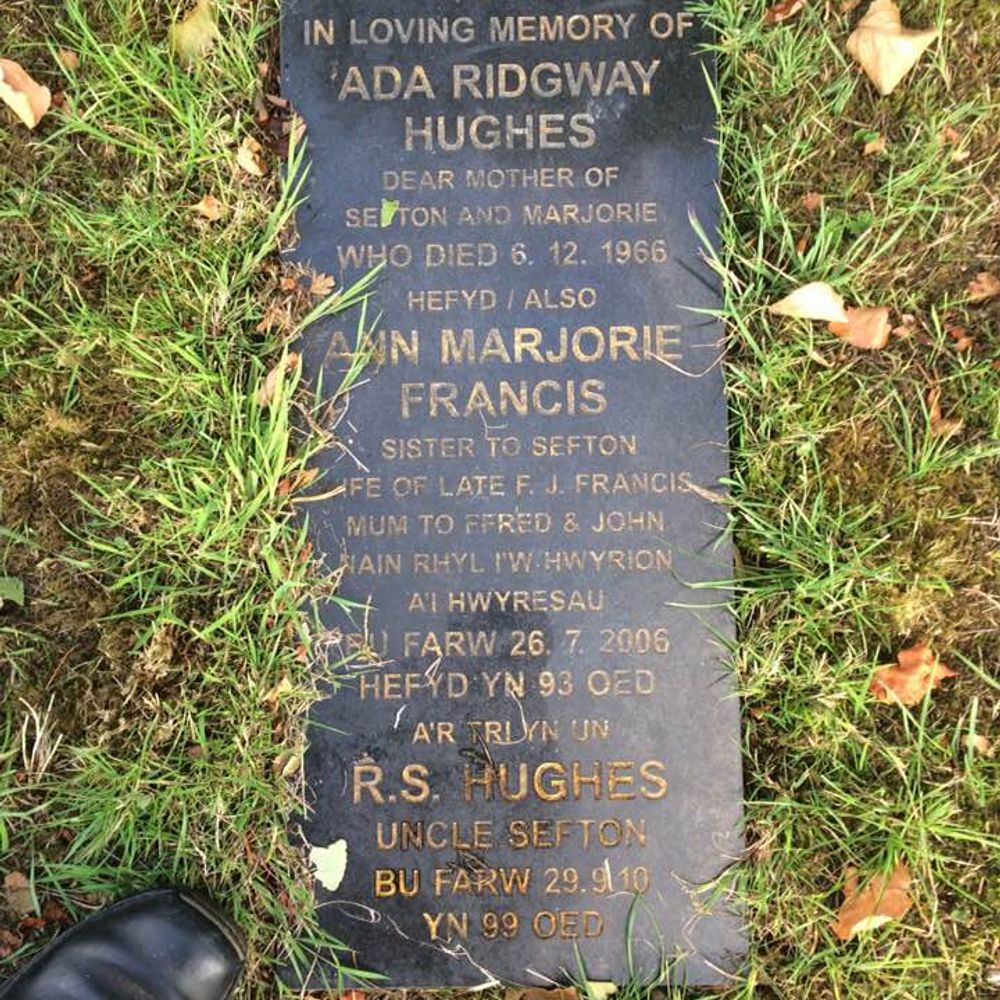 IN LOVING MEMORY OF
ADA RIDGWAY
HUGHES
DEAR MOTHER OF
SEFTON AND MARJORIE
WHO DIED 6. 12. 1966
HEFYD / ALSO
ANN MARJORIE
FRANCIS
SISTER TO SEFTON
WIFE OF LATE F. J. FRANCIS
MUM TO FFRED & JOHN
NAIN RHYL I'W HWYRION
A'I HWYRESAU
BU FARW 26. 7. 2006
HEFYD YN 93 OED
A'R TRI YN UN
R.S. HUGHES
UNCLE SEFTON
BU FARW 29.9.10
YN 99 OED